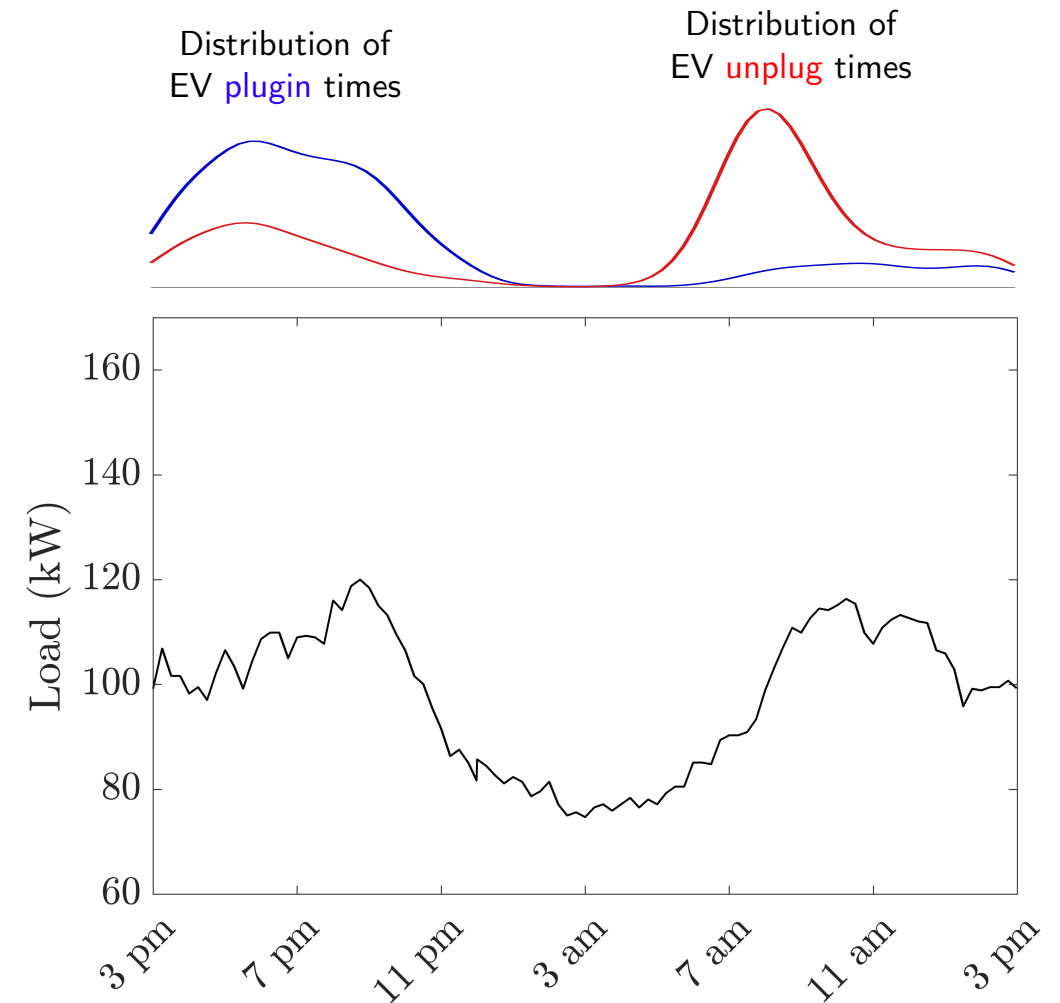 Distribution of
EV plugin times
Distribution of
EV unplug times
160
140
120
100
80
60
Load (kW)
3 pm
7 pm
11 pm
3 am
7 am
11 am
3 pm